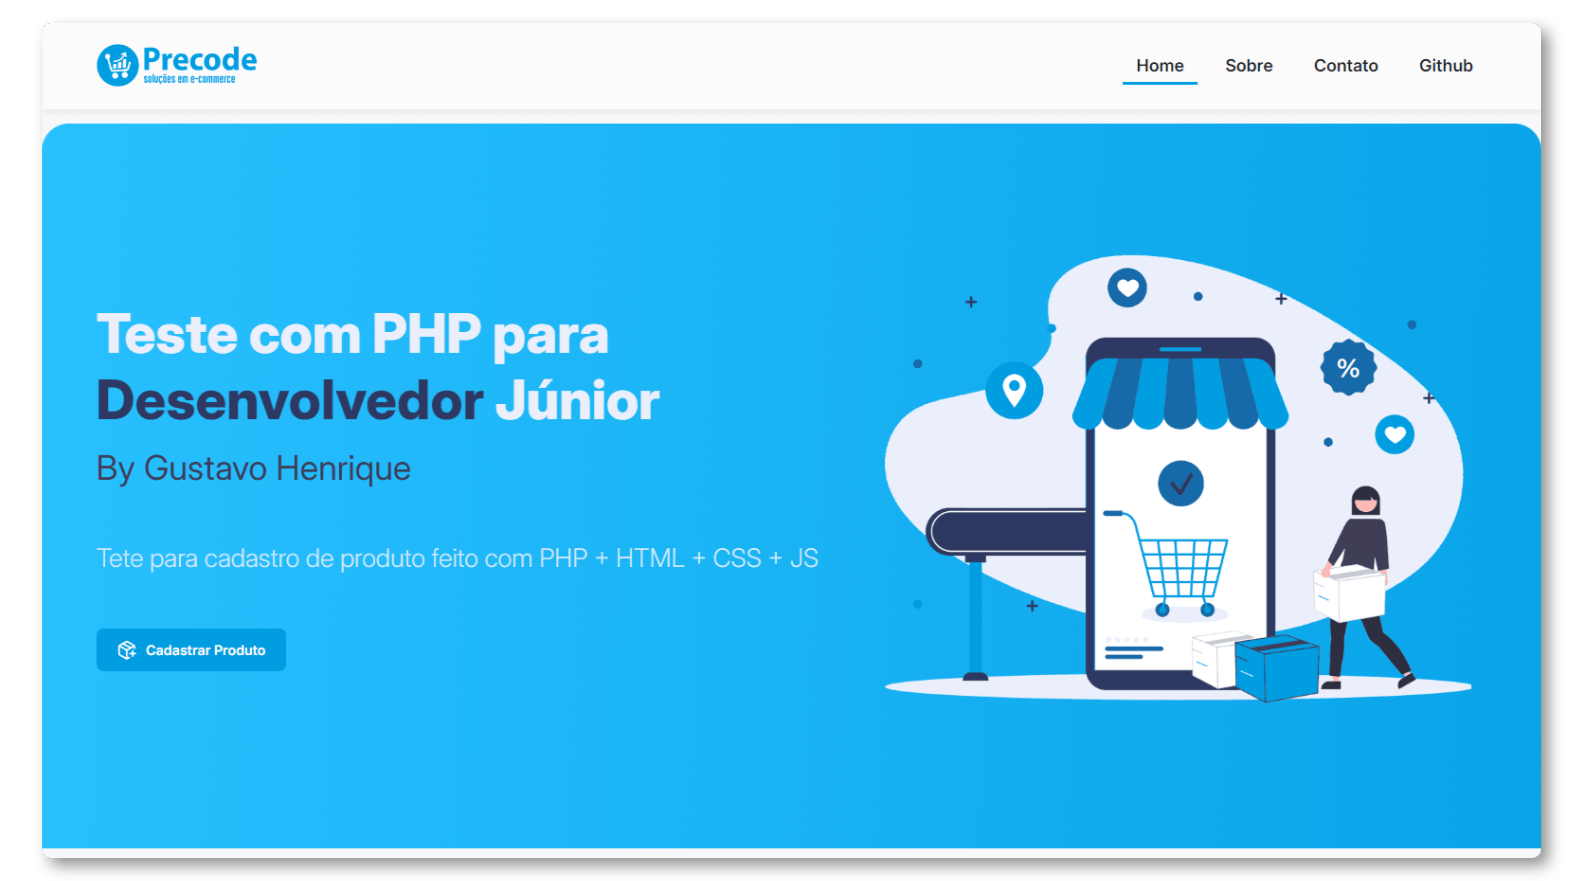 Precode
soluções em e-commerce
Home Sobre Contato Github
Teste com PHP para
Desenvolvedor Júnior
By Gustavo Henrique
Tete para cadastro de produto feito com PHP + HTML + CSS + JS
Cadastrar Produto
%